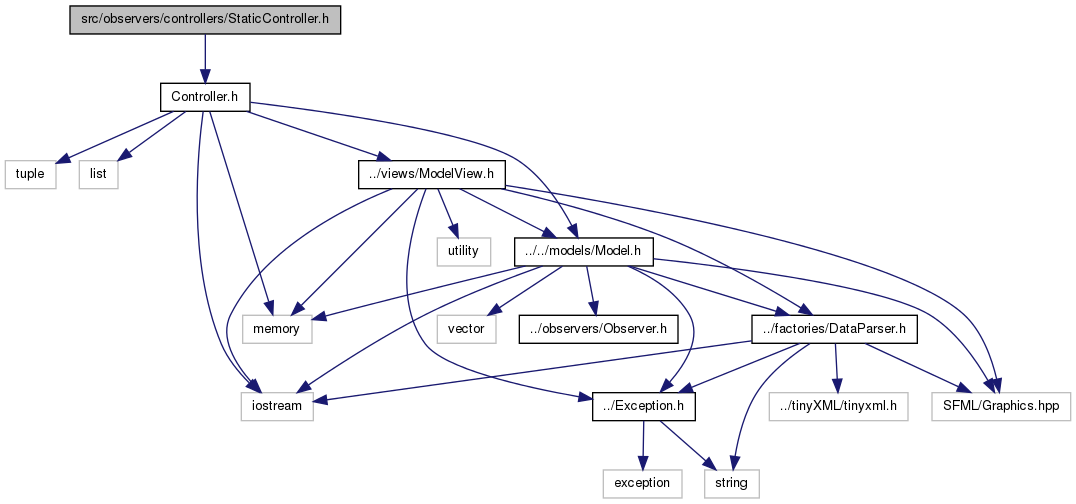 src/observers/controllers/StaticController.h
Controller.h
tuple
list
../views/ModelView.h
utility
../../models/Model.h
memory
vector
../observers/Observer.h
../factories/DataParser.h
iostream
../Exception.h
../tinyXML/tinyxml.h
SFML/Graphics.hpp
exception
string